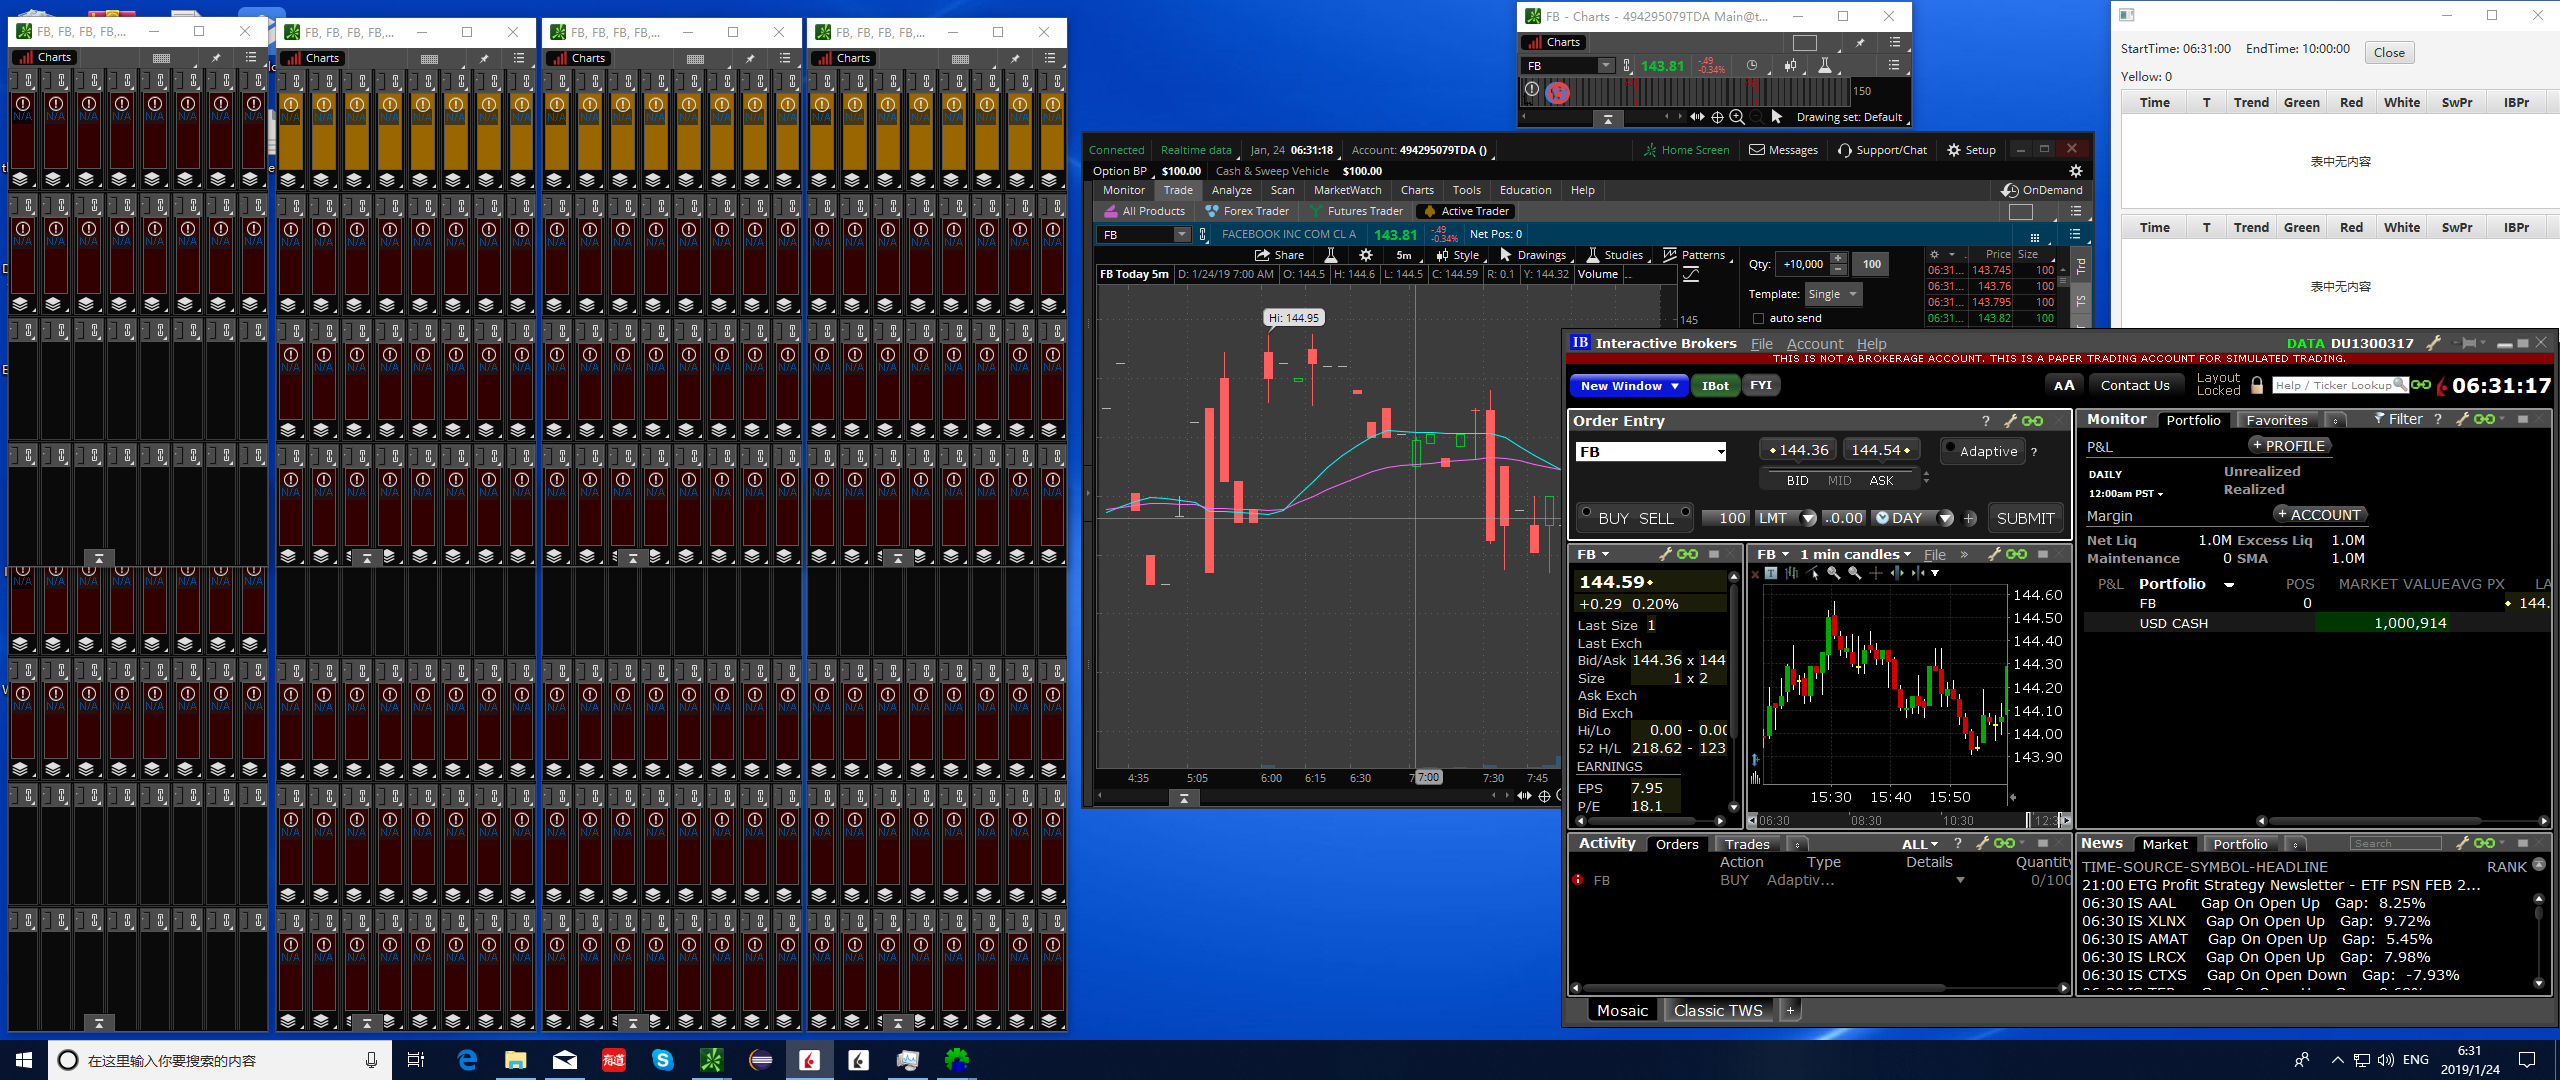 FB, FB, FB, FB,...
Charts
FB, FB, FB, FB,...
Charts
FB, FB, FB, FB,...
Charts
FB, FB, FB, FB,...
Charts
N/A
FB - Charts - 494295079TDA Main@t...
Charts
FB
143.81
-.49
-0.34%
150
Drawing set: Default
StartTime: 06:31:00 EndTime: 10:00:00 Close
Yellow: 0
Time T Trend Green Red White SwPr IBPr
表中无内容
Time T Trend Green Red White SwPr IBPr
表中无内容
Connected Realtime data Jan, 24 06:31:18 Account: 494295079TDA () Home Screen Messages Support/Chat Setup
Option BP $100.00 Cash & Sweep Vehicle $100.00
Monitor Trade Analyze Scan MarketWatch Charts Tools Education Help OnDemand
All Products Forex Trader Futures Trader Active Trader
FB FACEBOOK INC COM CL A 143.81 -.49 -0.34% Net Pos: 0
Share 5m Style Drawings Studies Patterns
FB Today 5m D: 1/24/19 7:00 AM O: 144.5 H: 144.6 L: 144.5 C: 144.59 R: 0.1 Y: 144.32 Volume ...
Qty: +10,000 100
Template: Single
auto send
Price Size
06:31... 143.745 100
06:31... 143.76 100
06:31... 143.795 100
06:31... 143.82 100
Trd
TS
Hi: 144.95
145
4:35 5:05 6:00 6:15 6:30 7:00 7:30 7:45
IB Interactive Brokers File Account Help DATA DU1300317
THIS IS NOT A BROKERAGE ACCOUNT. THIS IS A PAPER TRADING ACCOUNT FOR SIMULATED TRADING.
New Window IBot FYI AA Contact Us Layout Locked Help / Ticker Lookup 06:31:17
Order Entry
FB 144.36 144.54 Adaptive ?
BID MID ASK
BUY SELL 100 LMT ..0.00 DAY + SUBMIT
FB
144.59
+0.29 0.20%
Last Size 1
Last Exch
Bid/Ask 144.36 x 144
Size 1 x 2
Ask Exch
Bid Exch
Hi/Lo 0.00 - 0.00
52 H/L 218.62 - 123
EARNINGS
EPS 7.95
P/E 18.1
FB 1 min candles File »
144.60
144.50
144.40
144.30
144.20
144.10
144.00
143.90
15:30 15:40 15:50
06:30 08:30 10:30 12:3
Monitor Portfolio Favorites Filter ?
P&L + PROFILE
DAILY Unrealized
12:00am PST Realized
Margin + ACCOUNT
Net Liq 1.0M Excess Liq 1.0M
Maintenance 0 SMA 1.0M
P&L Portfolio POS MARKET VALUE AVG PX LA
FB 0 144.
USD CASH 1,000,914
Activity Orders Trades ALL ?
Action Type Details Quantity
FB BUY Adaptiv... 0/100
News Market Portfolio Search
TIME-SOURCE-SYMBOL-HEADLINE RANK
21:00 ETG Profit Strategy Newsletter - ETF PSN FEB 2...
06:30 IS AAL Gap On Open Up Gap: 8.25%
06:30 IS XLNX Gap On Open Up Gap: 9.72%
06:30 IS AMAT Gap On Open Up Gap: 5.45%
06:30 IS LRCX Gap On Open Up Gap: 7.98%
06:30 IS CTXS Gap On Open Down Gap: -7.93%
Mosaic Classic TWS +
在这里输入你要搜索的内容
有道
ENG
6:31
2019/1/24